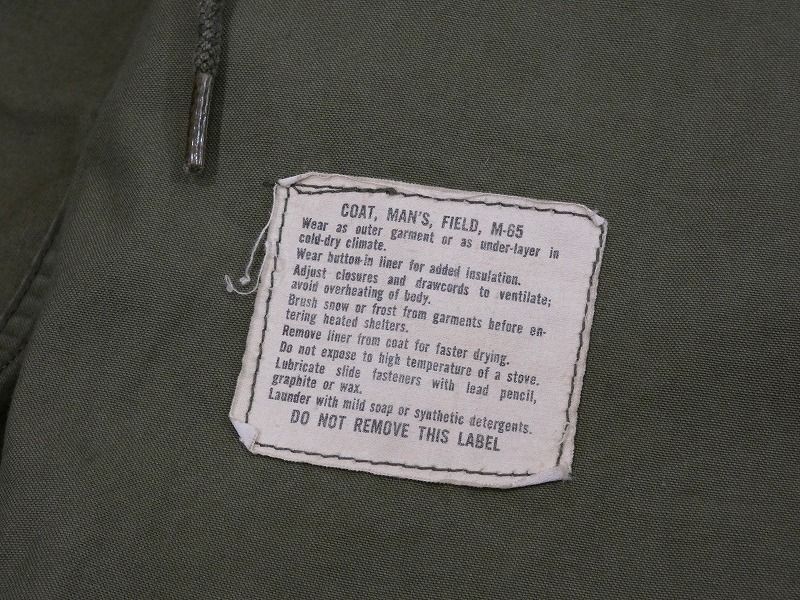 COAT, MAN'S, FIELD, M-65
Wear as outer garment or as under-layer in
cold-dry climate.
Wear button-in liner for added insulation.
Adjust closures and drawcords to ventilate;
avoid overheating of body.
Brush snow or frost from garments before en-
tering heated shelters.
Remove liner from coat for faster drying.
Do not expose to high temperature of a stove.
Lubricate slide fasteners with lead pencil,
graphite or wax.
Launder with mild soap or synthetic detergents.
DO NOT REMOVE THIS LABEL